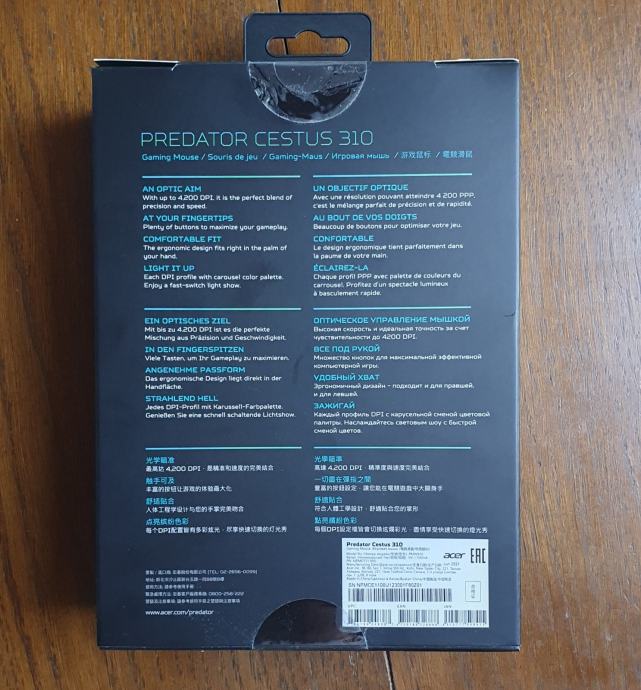 PREDATOR CESTUS 310
Gaming Mouse / Souris de jeu / Gaming-Maus / Игровая мышь / 游戏鼠标 / 電競滑鼠
AN OPTIC AIM
With up to 4,200 DPI, it is the perfect blend of
precision and speed.
AT YOUR FINGERTIPS
Plenty of buttons to maximize your gameplay.
COMFORTABLE FIT
The ergonomic design fits right in the palm of
your hand.
LIGHT IT UP
Each DPI profile with carousel color palette.
Enjoy a fast-switch light show.
UN OBJECTIF OPTIQUE
Avec une résolution pouvant atteindre 4 200 PPP,
c'est le mélange parfait de précision et de rapidité.
AU BOUT DE VOS DOIGTS
Beaucoup de boutons pour optimiser votre jeu.
CONFORTABLE
Le design ergonomique tient parfaitement dans
la paume de votre main.
ÉCLAIREZ-LA
Chaque profil PPP avec palette de couleurs du
carrousel. Profitez d'un spectacle lumineux
à basculement rapide.
EIN OPTISCHES ZIEL
Mit bis zu 4,200 DPI ist es die perfekte
Mischung aus Präzision und Geschwindigkeit.
IN DEN FINGERSPITZEN
Viele Tasten, um Ihr Gameplay zu maximieren.
ANGENEHME PASSFORM
Das ergonomische Design liegt direkt in der
Handfläche.
STRAHLEND HELL
Jedes DPI-Profil mit Karussell-Farbpalette.
Genießen Sie eine schnell schaltende Lichtshow.
ОПТИЧЕСКОЕ УПРАВЛЕНИЕ МЫШКОЙ
Высокая скорость и идеальная точность за счет
чувствительность до 4200 DPI.
ВСЕ ПОД РУКОЙ
Множество кнопок для максимальной эффективной
компьютерной игры.
УДОБНЫЙ ХВАТ
Эргономичный дизайн – подходит и для правшей,
и для левшей.
ЗАЖИГАЙ
Каждый профиль DPI с карусельной сменой цветовой
палитры. Наслаждайтесь световым шоу с быстрой
сменой цветов.
光学瞄准
最高达 4,200 DPI，是精准和速度的完美结合
触手可及
丰富的按钮让游戏的体验最大化
舒适贴合
人体工程学设计与您的手掌完美吻合
点亮缤纷色彩
每个DPI配置皆有多彩炫光，尽享快速切换的灯光秀
光學瞄準
高達 4,200 DPI，精準度與速度完美結合
一切盡在彈指之間
豐富的按鈕設定，讓您能在電競遊戲中大顯身手
舒適貼合
符合人體工學設計，舒適貼合您的掌形
點亮繽紛色彩
每個DPI設定檔皆會切換炫爛彩光，盡情享受快速切換的燈光秀
www.acer.com/predator
Predator Cestus 310
acer
EAC